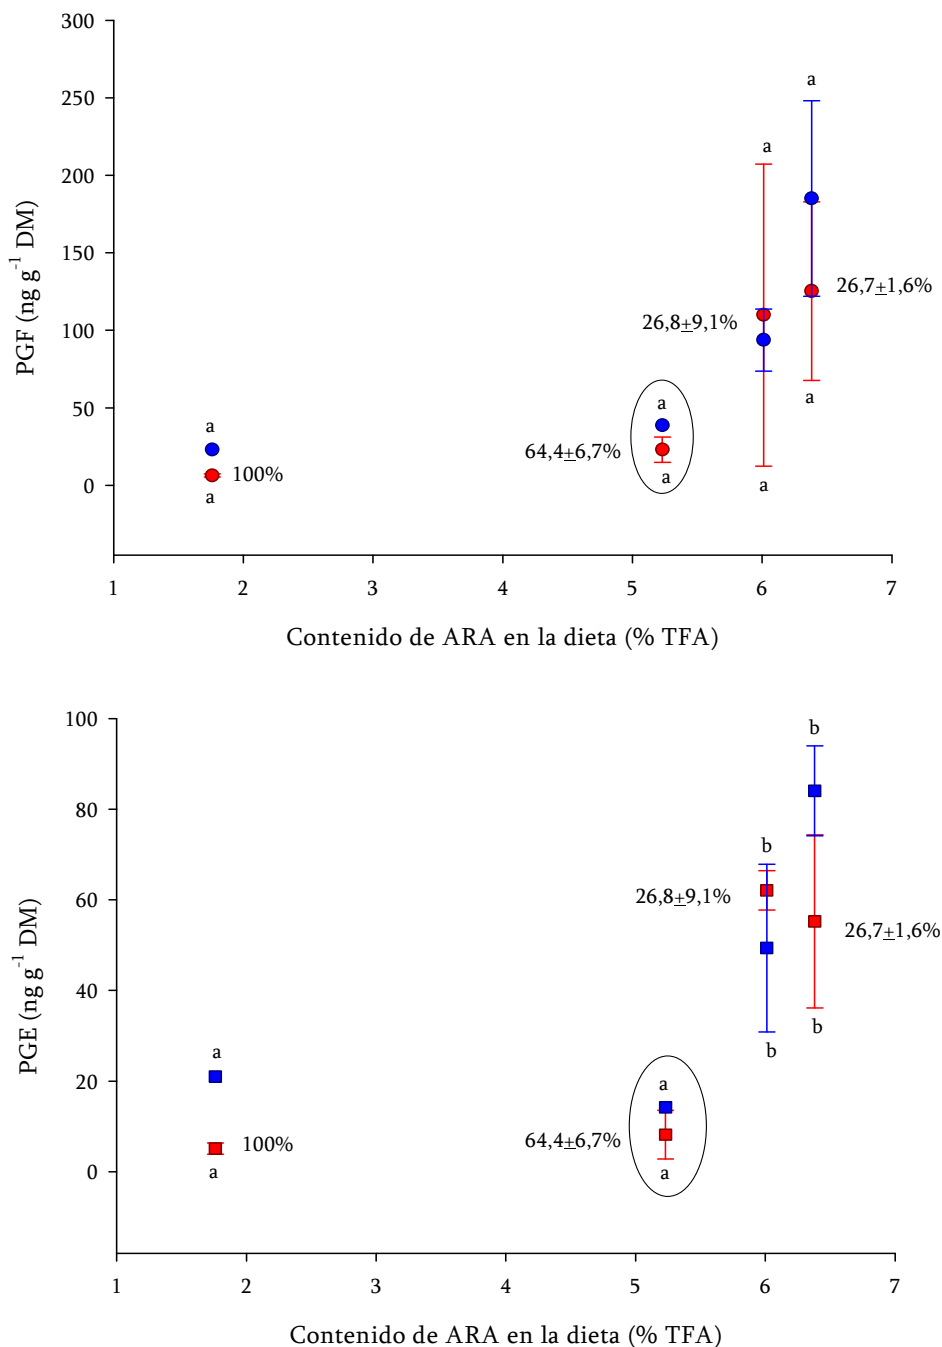 300
250
200
150
100
50
0
PGF (ng g⁻¹ DM)
a
a
a
26,7±1,6%
26,8±9,1%
a
a
a
64,4±6,7%
100%
a
a
a
1 2 3 4 5 6 7
Contenido de ARA en la dieta (% TFA)
100
80
60
40
20
0
PGE (ng g⁻¹ DM)
b
b
26,8±9,1%
26,7±1,6%
b
b
a
a
64,4±6,7%
100%
a
a
1 2 3 4 5 6 7
Contenido de ARA en la dieta (% TFA)